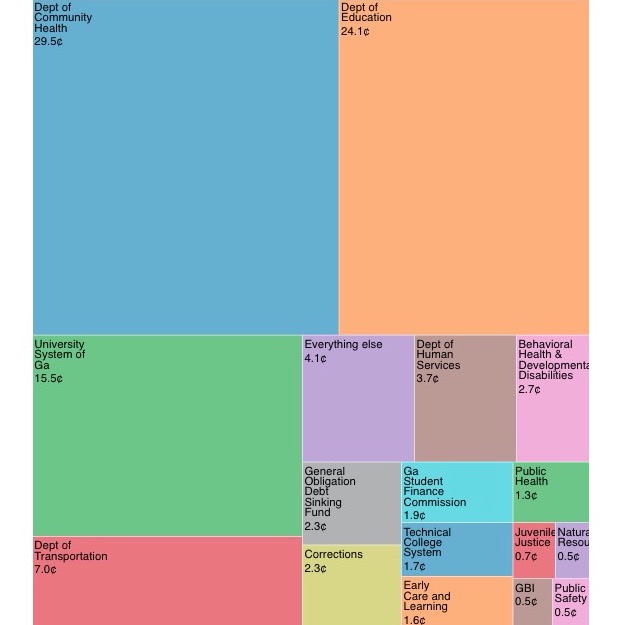 Dept of
Community
Health
29.5¢
Dept of
Education
24.1¢
University
System of
Ga
15.5¢
Everything else
4.1¢
Dept of
Human
Services
3.7¢
Behavioral
Health &
Developmenta
Disabilities
2.7¢
General
Obligation
Debt
Sinking
Fund
2.3¢
Ga
Student
Finance
Commission
1.9¢
Public
Health
1.3¢
Dept of
Transportation
7.0¢
Corrections
2.3¢
Technical
College
System
1.7¢
Juvenile
Justice
0.7¢
Natura
Resou
0.5¢
Early
Care and
Learning
1.6¢
GBI
0.5¢
Public
Safety
0.5¢